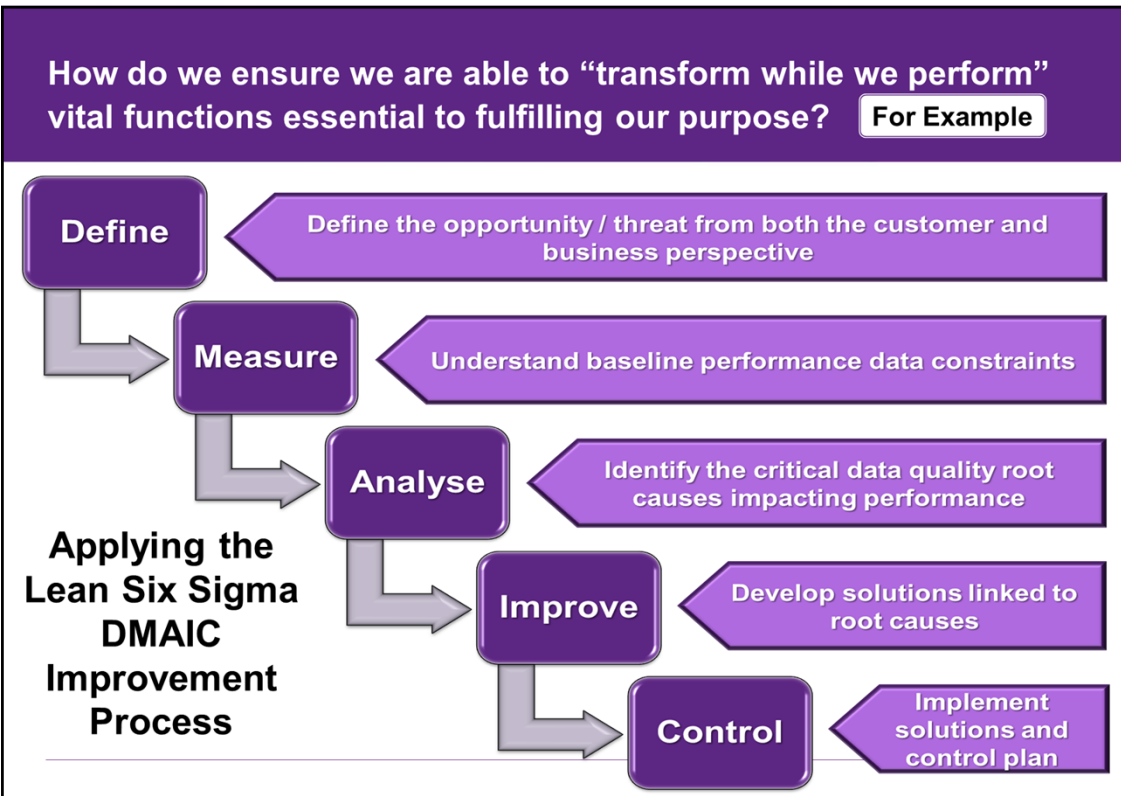 How do we ensure we are able to “transform while we perform”
vital functions essential to fulfilling our purpose?
For Example
Define
Define the opportunity / threat from both the customer and
business perspective
Measure
Understand baseline performance data constraints
Analyse
Identify the critical data quality root
causes impacting performance
Applying the
Lean Six Sigma
DMAIC
Improvement
Process
Improve
Develop solutions linked to
root causes
Control
Implement
solutions and
control plan